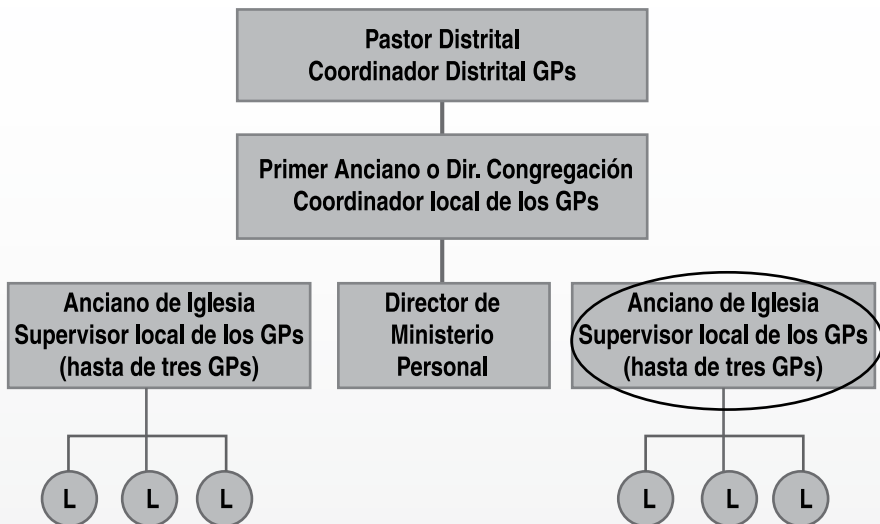 Pastor Distrital
Coordinador Distrital GPs
Primer Anciano o Dir. Congregación
Coordinador local de los GPs
Anciano de Iglesia
Supervisor local de los GPs
(hasta de tres GPs)
Director de
Ministerio
Personal
Anciano de Iglesia
Supervisor local de los GPs
(hasta de tres GPs)
L L L L L L